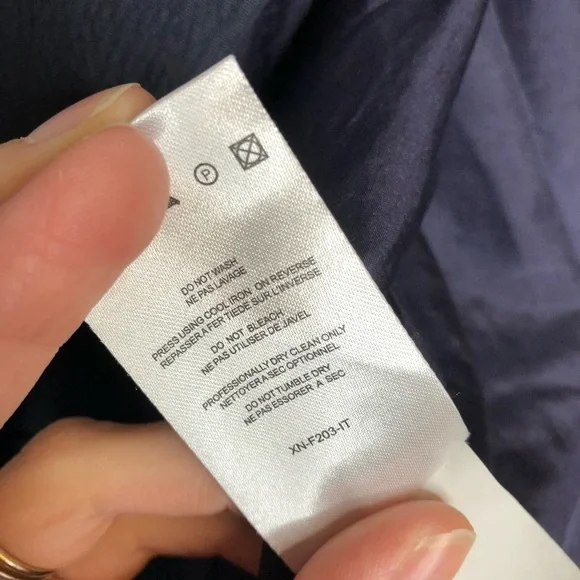 P
DO NOT WASH
NE PAS LAVAGE
PRESS USING COOL IRON ON REVERSE
REPASSER A FER TIEDE SUR L'INVERSE
DO NOT BLEACH
NE PAS UTILISER DE JAVEL
PROFESSIONALLY DRY CLEAN ONLY
NETTOYER A SEC OPTIONNEL
DO NOT TUMBLE DRY
NE PAS ESSORER A SEC
XN-F203-IT